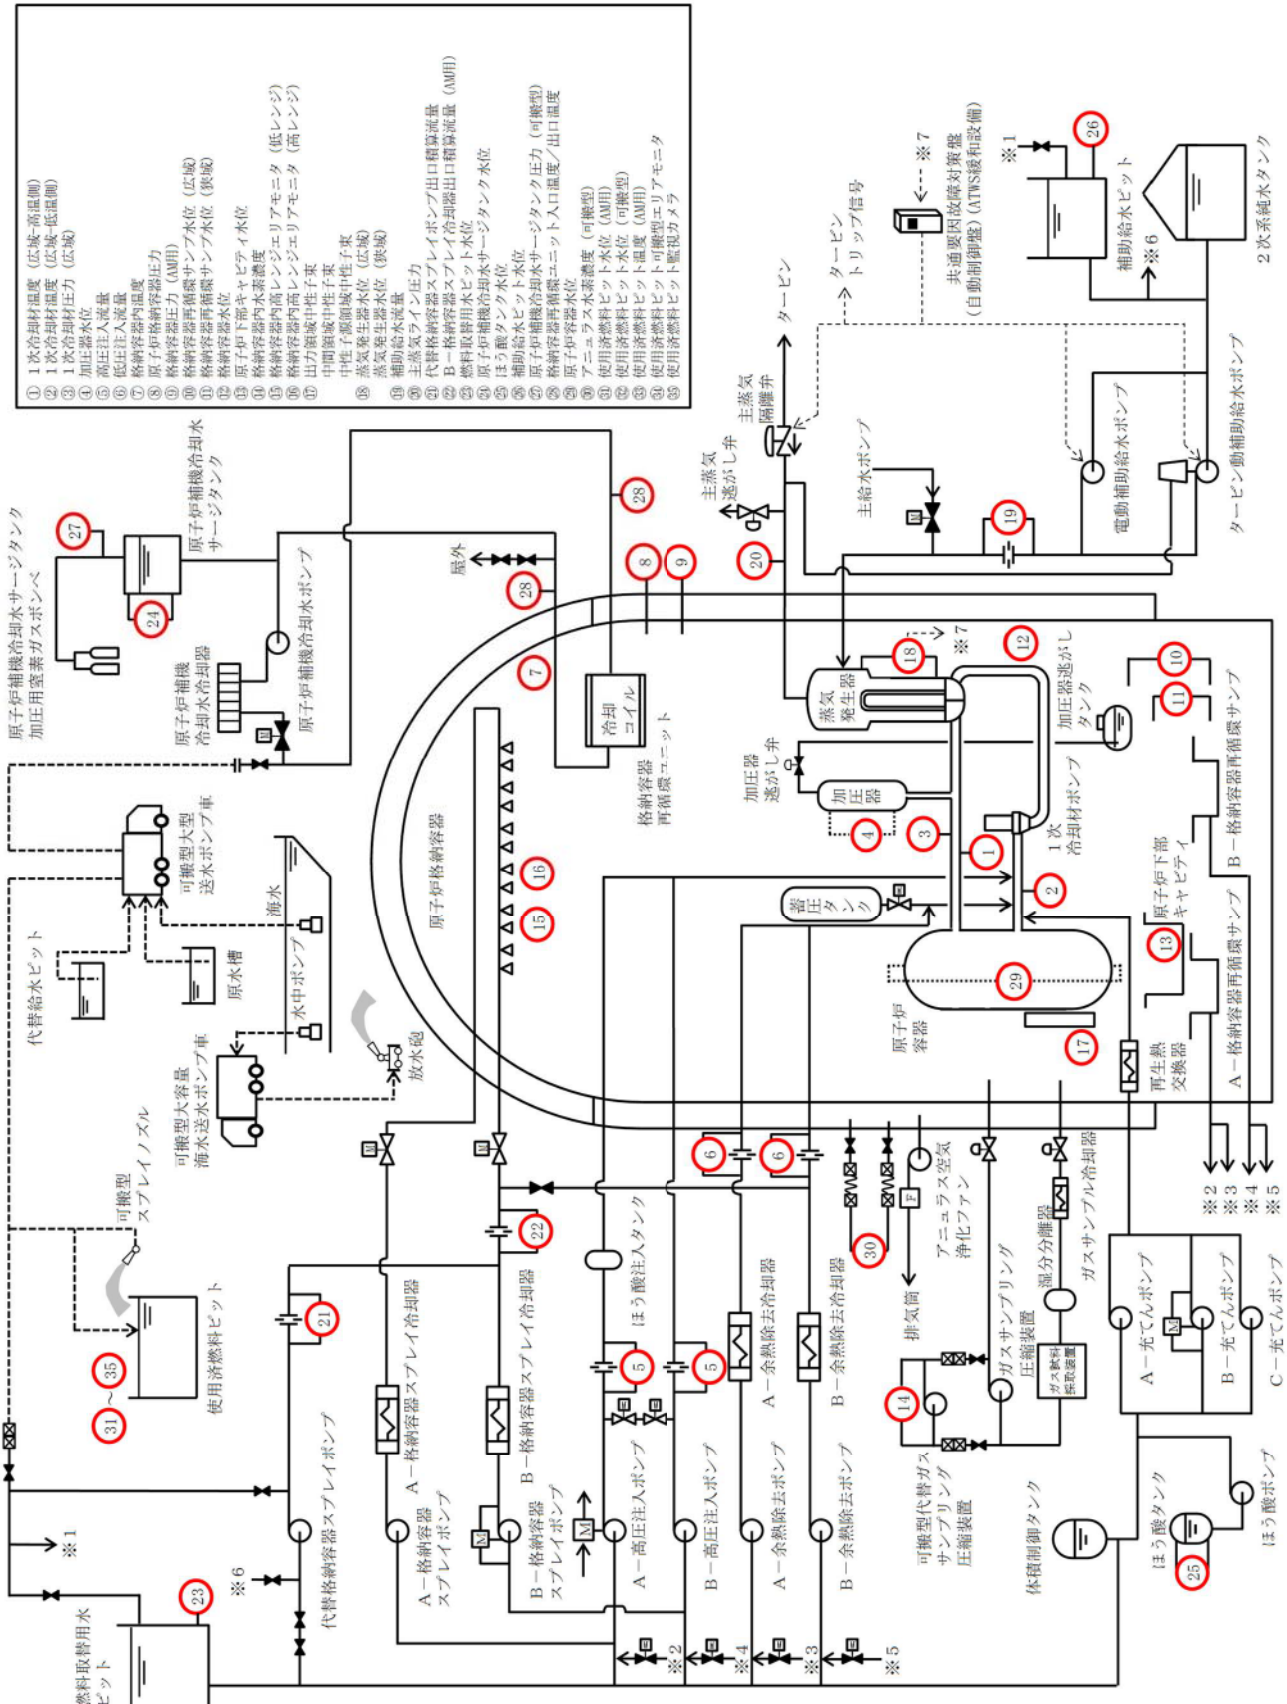 ① 1次冷却材温度（広域-高温側）
② 1次冷却材温度（広域-低温側）
③ 1次冷却材圧力（広域）
④ 加圧器水位
⑤ 高圧注入流量
⑥ 低圧注入流量
⑦ 格納容器内温度
⑧ 原子炉格納容器圧力
⑨ 格納容器圧力（AM用）
⑩ 格納容器再循環サンプ水位（広域）
⑪ 格納容器再循環サンプ水位（狭域）
⑫ 格納容器水位
⑬ 原子炉下部キャビティ水位
⑭ 格納容器内水素濃度
⑮ 格納容器内高レンジエリアモニタ（低レンジ）
⑯ 格納容器内高レンジエリアモニタ（高レンジ）
⑰ 出力領域中性子束
中間領域中性子束
中性子源領域中性子束
⑱ 蒸気発生器水位（広域）
蒸気発生器水位（狭域）
⑲ 補助給水流量
⑳ 主蒸気ライン圧力
㉑ 代替格納容器スプレイポンプ出口積算流量
㉒ B-格納容器スプレイ冷却器出口積算流量（AM用）
㉓ 燃料取替用水ピット水位
㉔ 原子炉補機冷却水サージタンク水位
㉕ ほう酸タンク水位
㉖ 補助給水ピット水位
㉗ 原子炉補機冷却水サージタンク圧力（可搬型）
㉘ 格納容器再循環ユニット入口温度／出口温度
㉙ 原子炉容器水位
㉚ アニュラス水素濃度（可搬型）
㉛ 使用済燃料ピット水位（AM用）
㉜ 使用済燃料ピット水位（可搬型）
㉝ 使用済燃料ピット温度（AM用）
㉞ 使用済燃料ピット可搬型エリアモニタ
㉟ 使用済燃料ピット監視カメラ
燃料取替用水
ピット
23
※1
※6
代替格納容器スプレイポンプ
31
～
35
使用済燃料ピット
可搬型
スプレイノズル
21
22
代替給水ピット
原水槽
可搬型大型
送水ポンプ車
海水
水中ポンプ
可搬型大容量
海水送水ポンプ車
放水砲
原子炉補機冷却水サージタンク
加圧用窒素ガスボンベ
27
24
原子炉補機冷却水
サージタンク
原子炉補機
冷却水冷却器
原子炉補機冷却水ポンプ
M
屋外
28
28
7
8
9
冷却
コイル
格納容器
再循環ユニット
原子炉格納容器
15
16
A-格納容器スプレイ冷却器
A-格納容器
スプレイポンプ
B-格納容器スプレイ冷却器
B-格納容器
スプレイポンプ
M
M
M
ほう酸注入タンク
5
5
M
A-高圧注入ポンプ
B-高圧注入ポンプ
A-余熱除去冷却器
A-余熱除去ポンプ
B-余熱除去冷却器
B-余熱除去ポンプ
6
6
※2
※4
※3
※5
30
アニュラス空気
浄化ファン
F
排気筒
14
可搬型代替ガス
サンプリング
圧縮装置
ガスサンプリング
圧縮装置
湿分分離器
ガスサンプル冷却器
ガス試料
採取装置
体積制御タンク
ほう酸タンク
25
ほう酸ポンプ
A-充てんポンプ
B-充てんポンプ
C-充てんポンプ
M
再生熱
交換器
原子炉
容器
29
17
13
原子炉下部
キャビティ
A-格納容器再循環サンプ
B-格納容器再循環サンプ
10
11
※2
※3
※4
※5
蓄圧タンク
加圧器
4
加圧器
逃がし弁
加圧器逃がし
タンク
3
1
2
1次
冷却材ポンプ
蒸気
発生器
18
※7
12
20
主蒸気
逃がし弁
主蒸気
隔離弁
タービン
主給水ポンプ
M
19
電動補助給水ポンプ
タービン動補助給水ポンプ
タービン
トリップ信号
※7
共通要因故障対策盤
（自動制御盤）（ATWS緩和設備）
※1
26
補助給水ピット
※6
2次系純水タンク